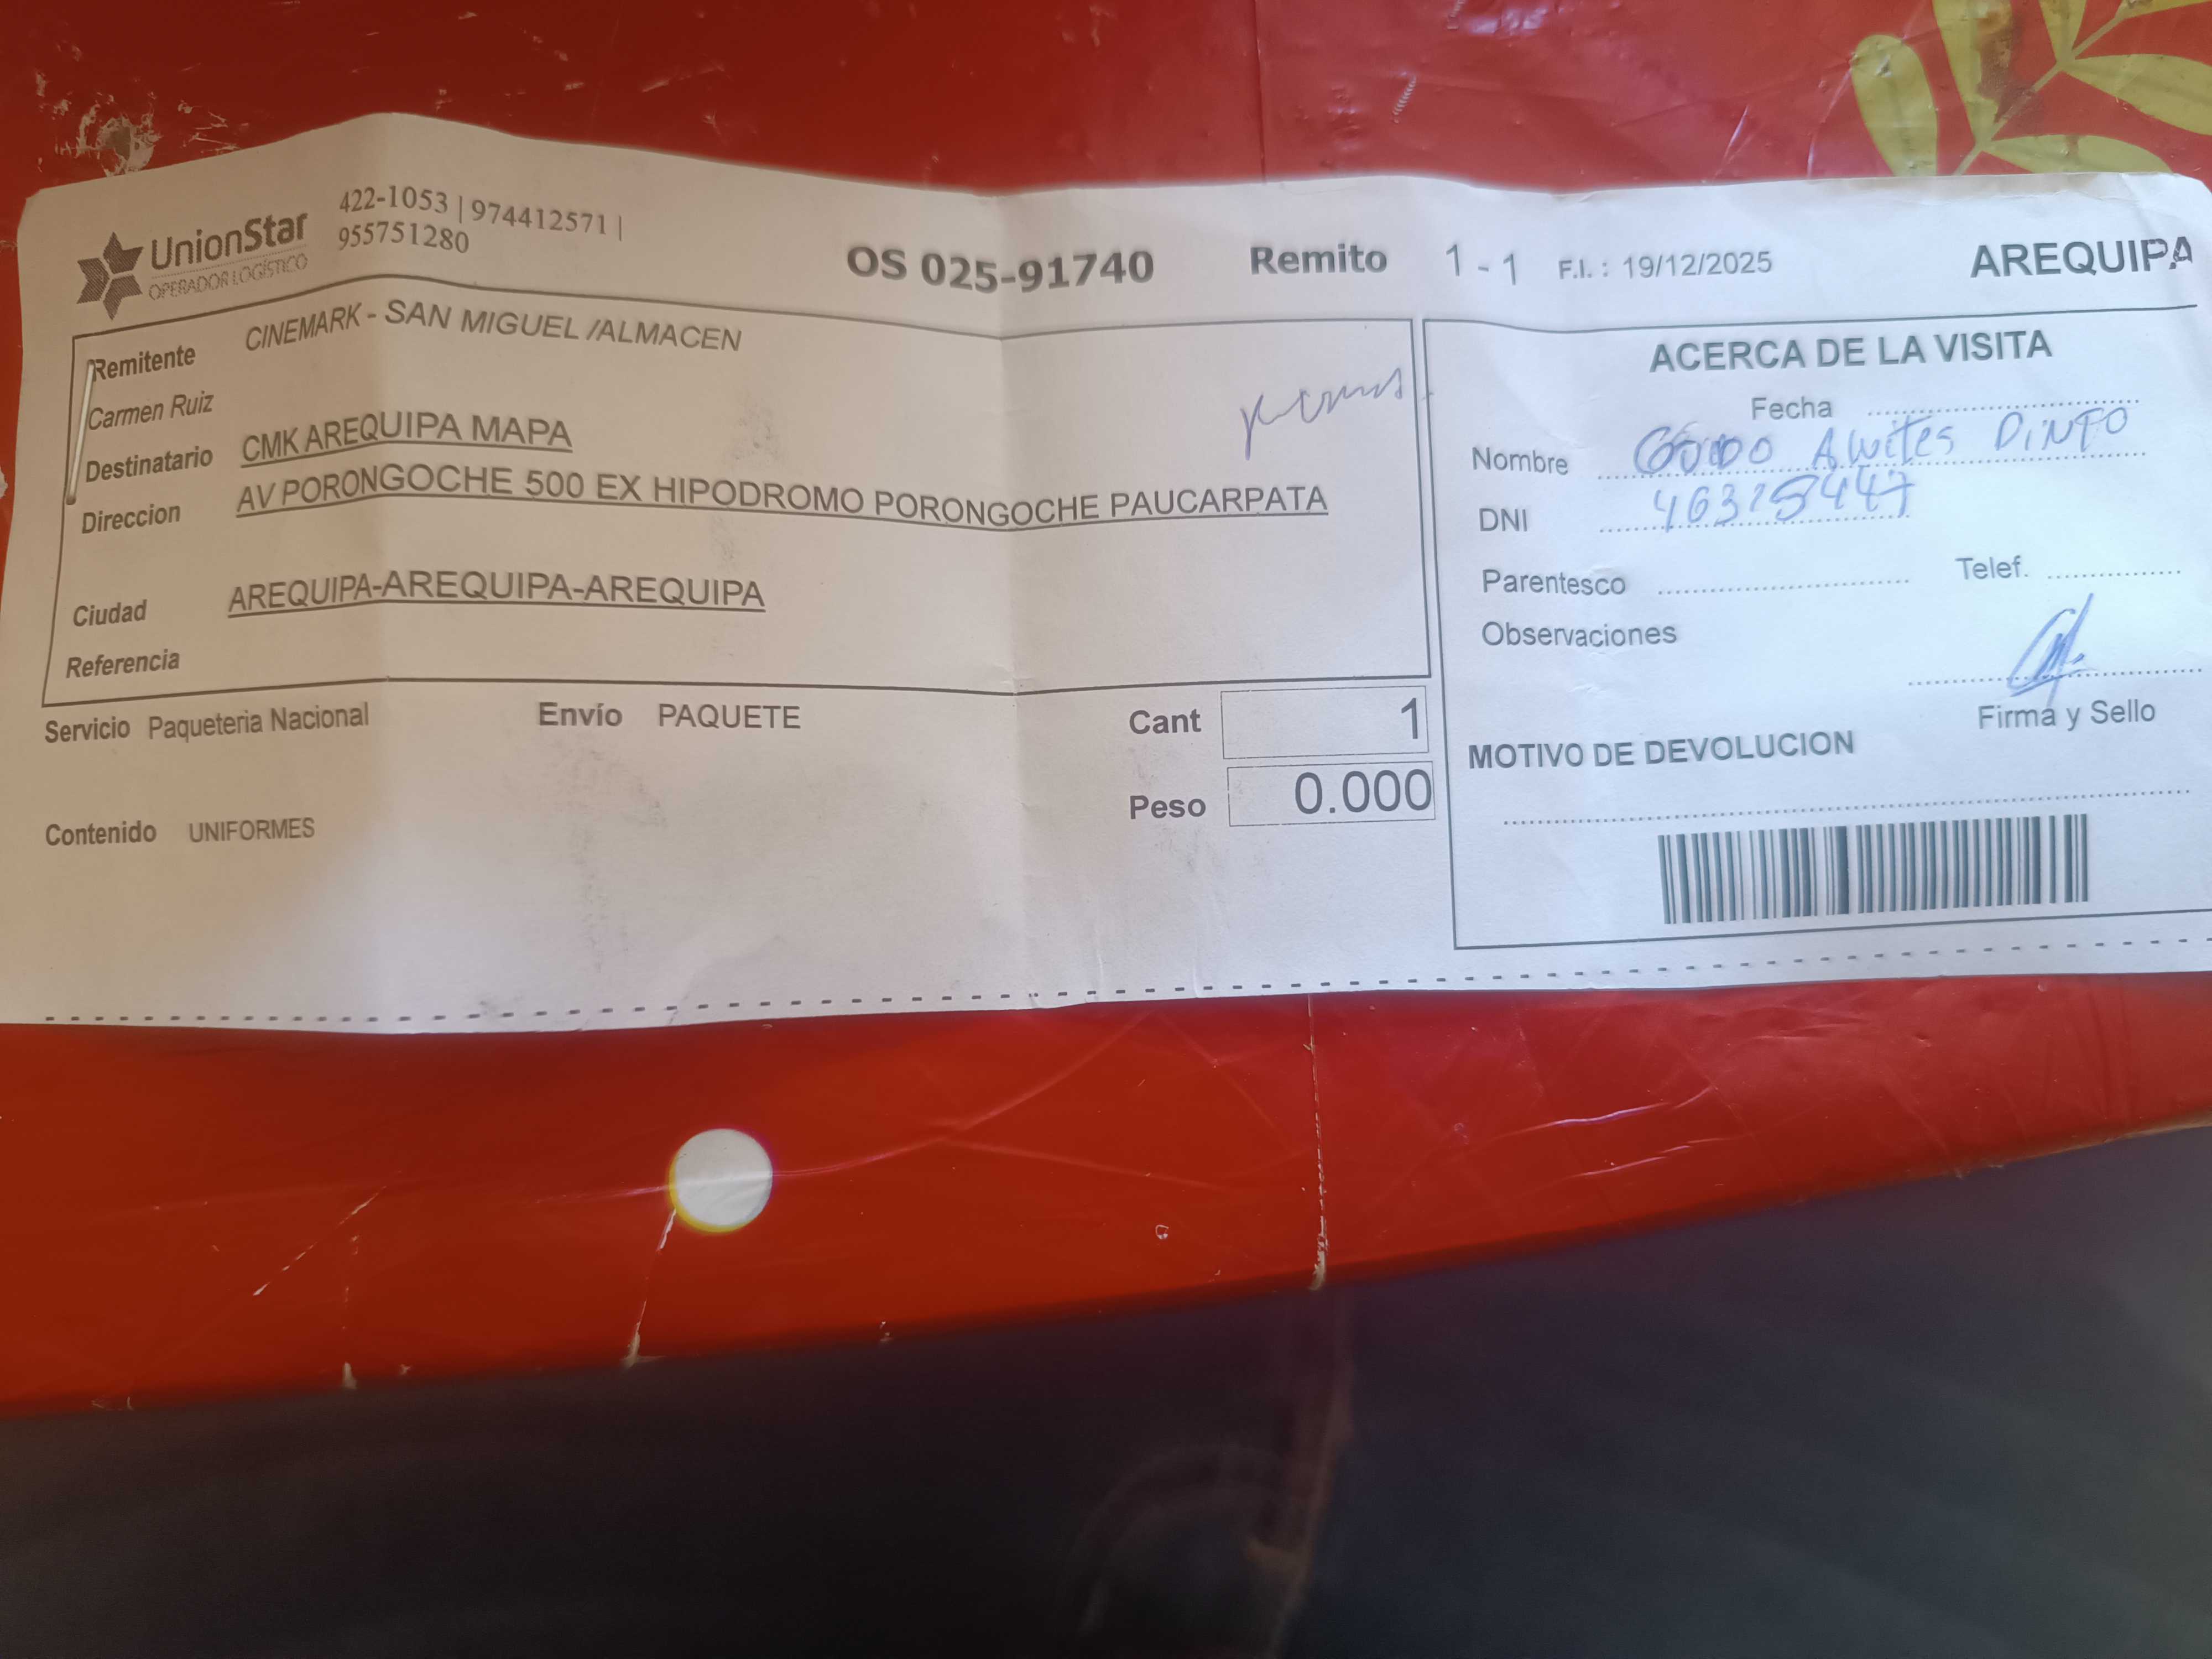 UnionStar
OPERADOR LOGÍSTICO
422-1053 | 974412571 |
955751280
OS 025-91740 Remito 1 - 1 F.I. : 19/12/2025 AREQUIPA
Remitente CINEMARK - SAN MIGUEL /ALMACEN
Carmen Ruiz
Destinatario CMK AREQUIPA MAPA
Direccion AV PORONGOCHE 500 EX HIPODROMO PORONGOCHE PAUCARPATA
Ciudad AREQUIPA-AREQUIPA-AREQUIPA
Referencia
Servicio Paqueteria Nacional Envío PAQUETE Cant 1
Peso 0.000
Contenido UNIFORMES
ACERCA DE LA VISITA
Fecha
Nombre Alvites Pinto
DNI
Parentesco Telef.
Observaciones
Firma y Sello
MOTIVO DE DEVOLUCION